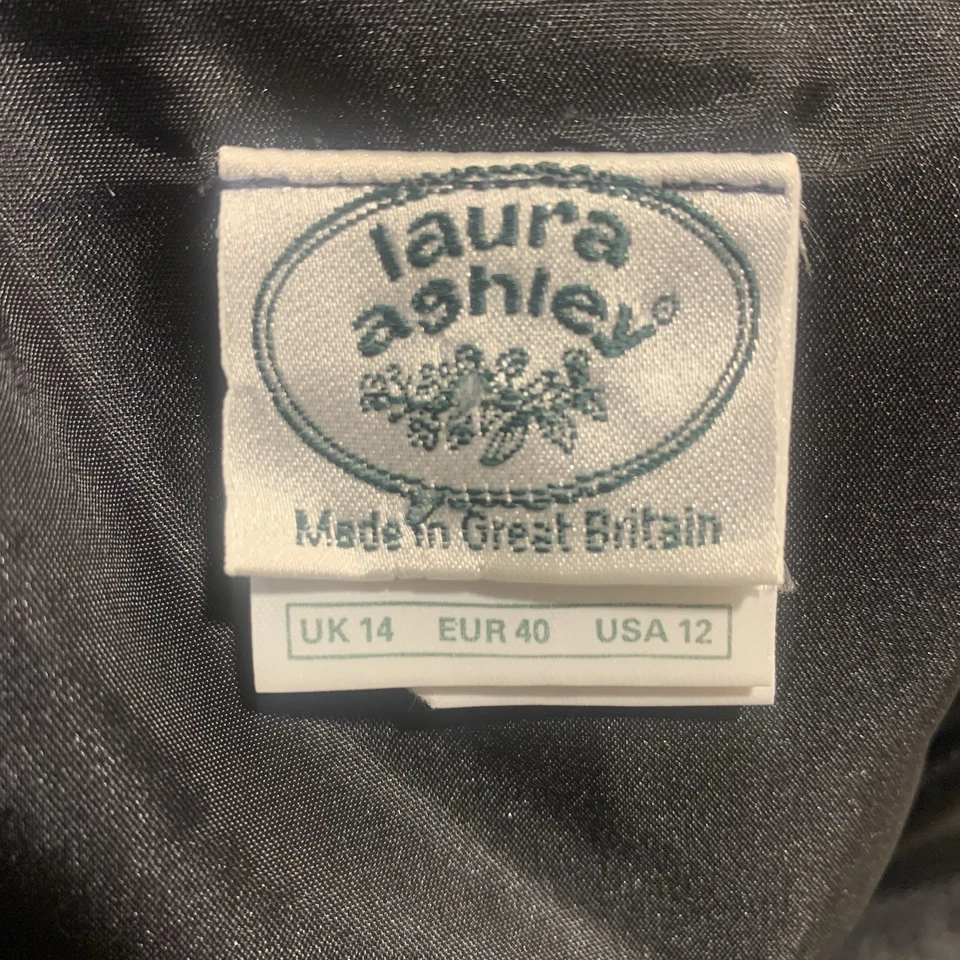 laura
ashley®
Made in Great Britain
UK 14 EUR 40 USA 12